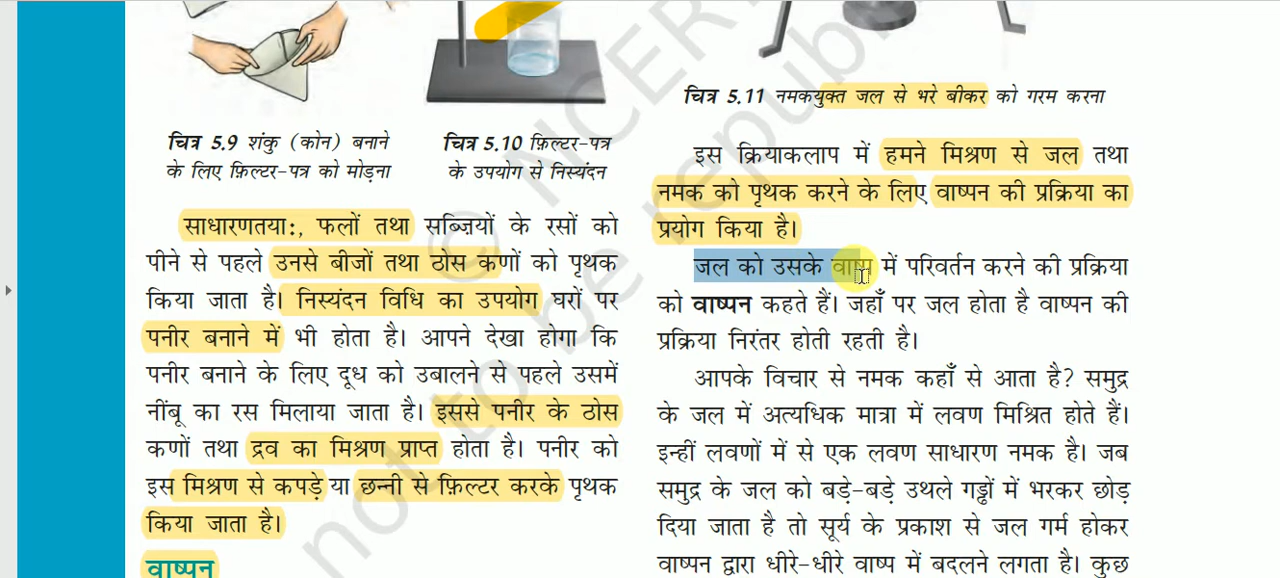 चित्र 5.9 शंकु (कोन) बनाने
के लिए फ़िल्टर-पत्र को मोड़ना
चित्र 5.10 फ़िल्टर-पत्र
के उपयोग से निस्यंदन
साधारणतया:, फलों तथा सब्जियों के रसों को
पीने से पहले उनसे बीजों तथा ठोस कणों को पृथक
किया जाता है। निस्यंदन विधि का उपयोग घरों पर
पनीर बनाने में भी होता है। आपने देखा होगा कि
पनीर बनाने के लिए दूध को उबालने से पहले उसमें
नींबू का रस मिलाया जाता है। इससे पनीर के ठोस
कणों तथा द्रव का मिश्रण प्राप्त होता है। पनीर को
इस मिश्रण से कपड़े या छन्नी से फ़िल्टर करके पृथक
किया जाता है।
वाष्पन
चित्र 5.11 नमकयुक्त जल से भरे बीकर को गरम करना
इस क्रियाकलाप में हमने मिश्रण से जल तथा
नमक को पृथक करने के लिए वाष्पन की प्रक्रिया का
प्रयोग किया है।
जल को उसके वाष्प में परिवर्तन करने की प्रक्रिया
को वाष्पन कहते हैं। जहाँ पर जल होता है वाष्पन की
प्रक्रिया निरंतर होती रहती है।
आपके विचार से नमक कहाँ से आता है? समुद्र
के जल में अत्यधिक मात्रा में लवण मिश्रित होते हैं।
इन्हीं लवणों में से एक लवण साधारण नमक है। जब
समुद्र के जल को बड़े-बड़े उथले गड्ढों में भरकर छोड़
दिया जाता है तो सूर्य के प्रकाश से जल गर्म होकर
वाष्पन द्वारा धीरे-धीरे वाष्प में बदलने लगता है। कुछ
© NCER
not to be republ